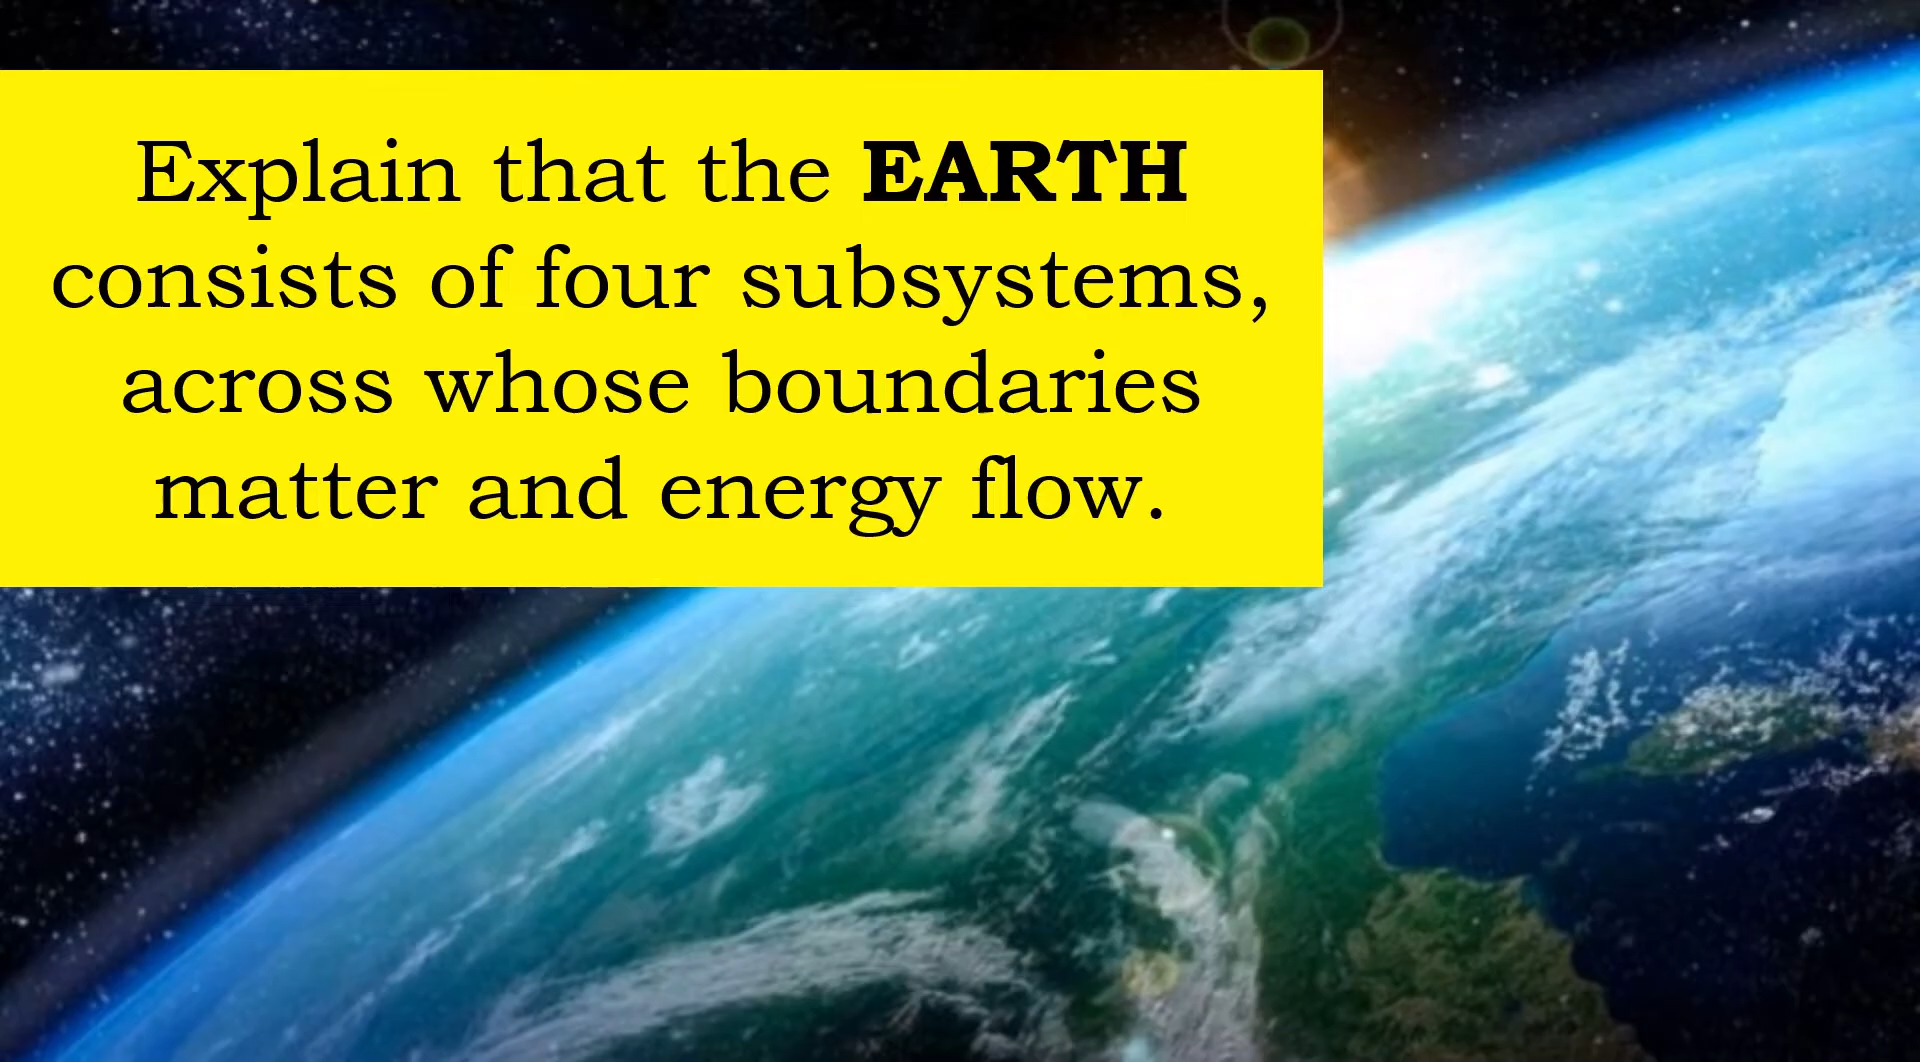 Explain that the EARTH
consists of four subsystems,
across whose boundaries
matter and energy flow.